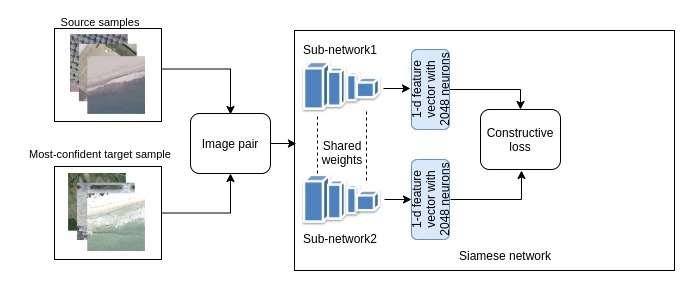 Source samples
Most-confident target sample
Image pair
Sub-network1
1-d feature
vector with
2048 neurons
Shared
weights
1-d feature
vector with
2048 neurons
Sub-network2
Constructive
loss
Siamese network